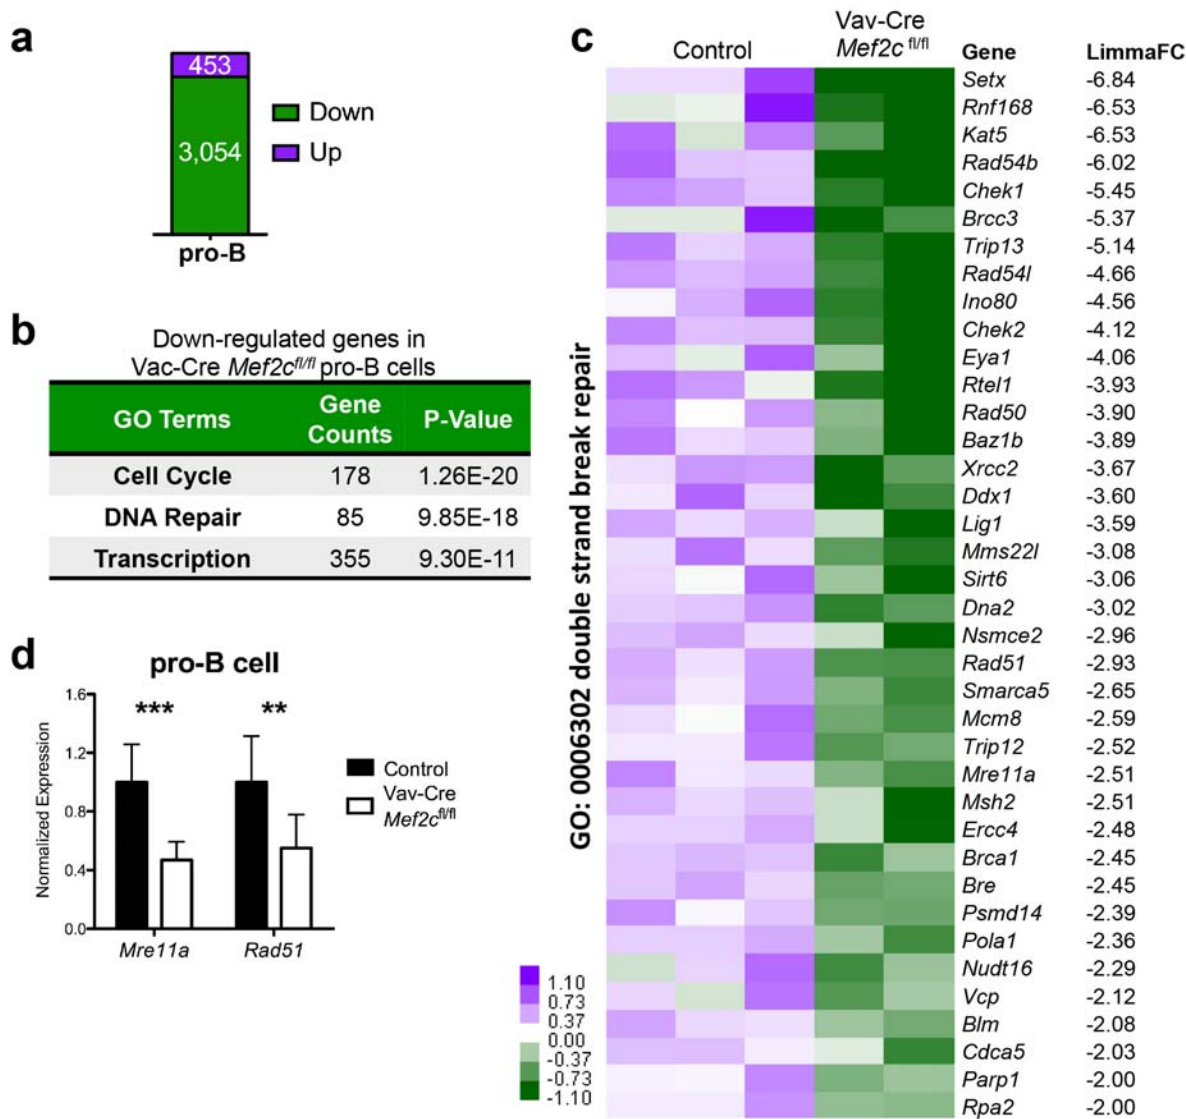 a
453
3,054
Down
Up
pro-B
b
Down-regulated genes in
Vac-Cre Mef2cfl/fl pro-B cells
GO Terms Gene Counts P-Value
Cell Cycle 178 1.26E-20
DNA Repair 85 9.85E-18
Transcription 355 9.30E-11
d
pro-B cell
Normalized Expression
1.6
1.2
0.8
0.4
0.0
***
**
Mre11a Rad51
Control
Vav-Cre
Mef2cfl/fl
c
Control
Vav-Cre
Mef2c fl/fl
Gene LimmaFC
GO: 0006302 double strand break repair
Setx -6.84
Rnf168 -6.53
Kat5 -6.53
Rad54b -6.02
Chek1 -5.45
Brcc3 -5.37
Trip13 -5.14
Rad54l -4.66
Ino80 -4.56
Chek2 -4.12
Eya1 -4.06
Rtel1 -3.93
Rad50 -3.90
Baz1b -3.89
Xrcc2 -3.67
Ddx1 -3.60
Lig1 -3.59
Mms22l -3.08
Sirt6 -3.06
Dna2 -3.02
Nsmce2 -2.96
Rad51 -2.93
Smarca5 -2.65
Mcm8 -2.59
Trip12 -2.52
Mre11a -2.51
Msh2 -2.51
Ercc4 -2.48
Brca1 -2.45
Bre -2.45
Psmd14 -2.39
Pola1 -2.36
Nudt16 -2.29
Vcp -2.12
Blm -2.08
Cdca5 -2.03
Parp1 -2.00
Rpa2 -2.00
1.10
0.73
0.37
0.00
-0.37
-0.73
-1.10